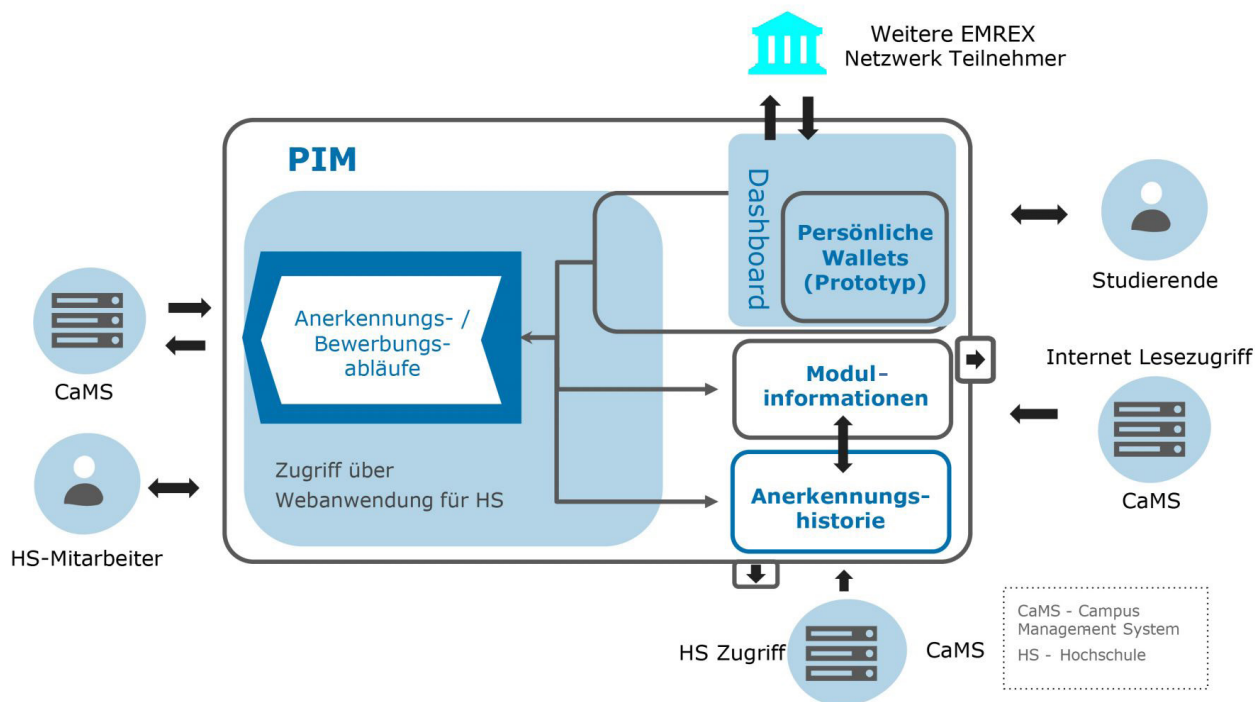 Weitere EMREX
Netzwerk Teilnehmer
PIM
Dashboard
Persönliche
Wallets
(Prototyp)
Studierende
Anerkennungs- /
Bewerbungs-
abläufe
CaMS
Modul-
informationen
Internet Lesezugriff
CaMS
Zugriff über
Webanwendung für HS
HS-Mitarbeiter
Anerkennungs-
historie
HS Zugriff
CaMS
CaMS - Campus
Management System
HS - Hochschule